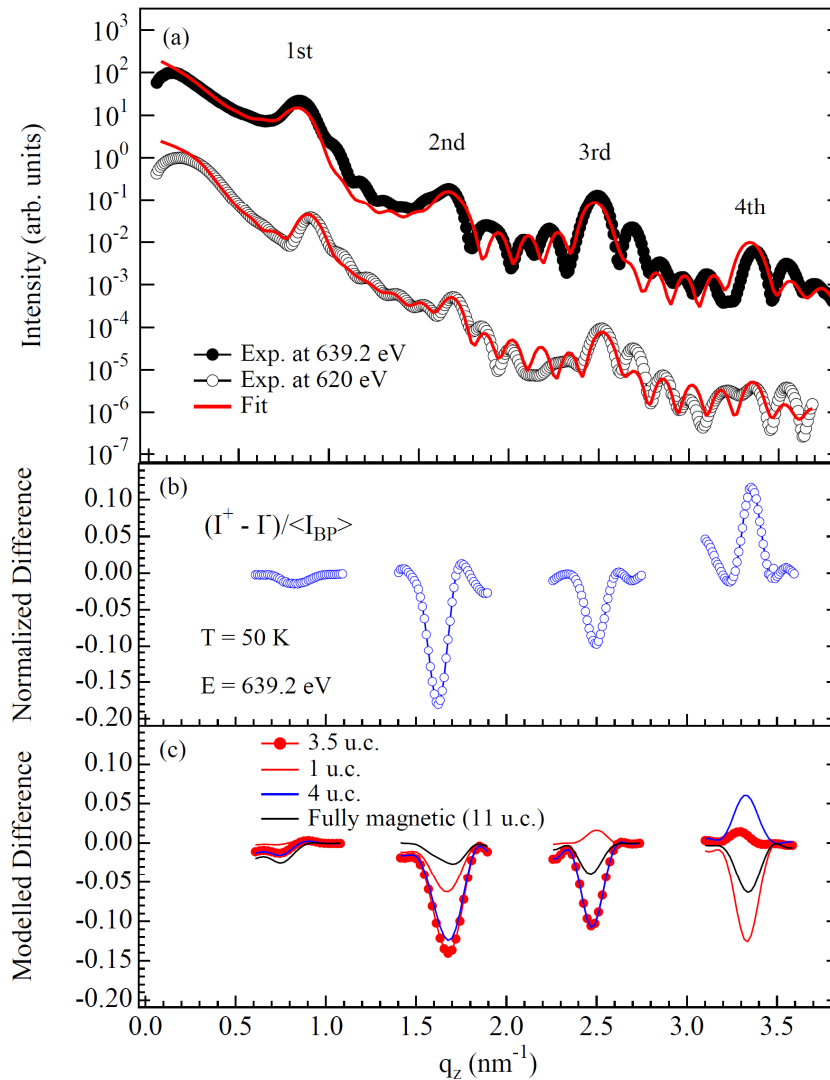 (a)
1st
2nd
3rd
4th
Intensity (arb. units)
10³
10²
10¹
10⁰
10⁻¹
10⁻²
10⁻³
10⁻⁴
10⁻⁵
10⁻⁶
10⁻⁷
Exp. at 639.2 eV
Exp. at 620 eV
Fit
(b)
(I⁺ - I⁻)/<I_BP>
Normalized Difference
0.10
0.05
0.00
-0.05
-0.10
-0.15
-0.20
T = 50 K
E = 639.2 eV
(c)
3.5 u.c.
1 u.c.
4 u.c.
Fully magnetic (11 u.c.)
Modelled Difference
0.10
0.05
0.00
-0.05
-0.10
-0.15
-0.20
0.0 0.5 1.0 1.5 2.0 2.5 3.0 3.5
q_z (nm⁻¹)